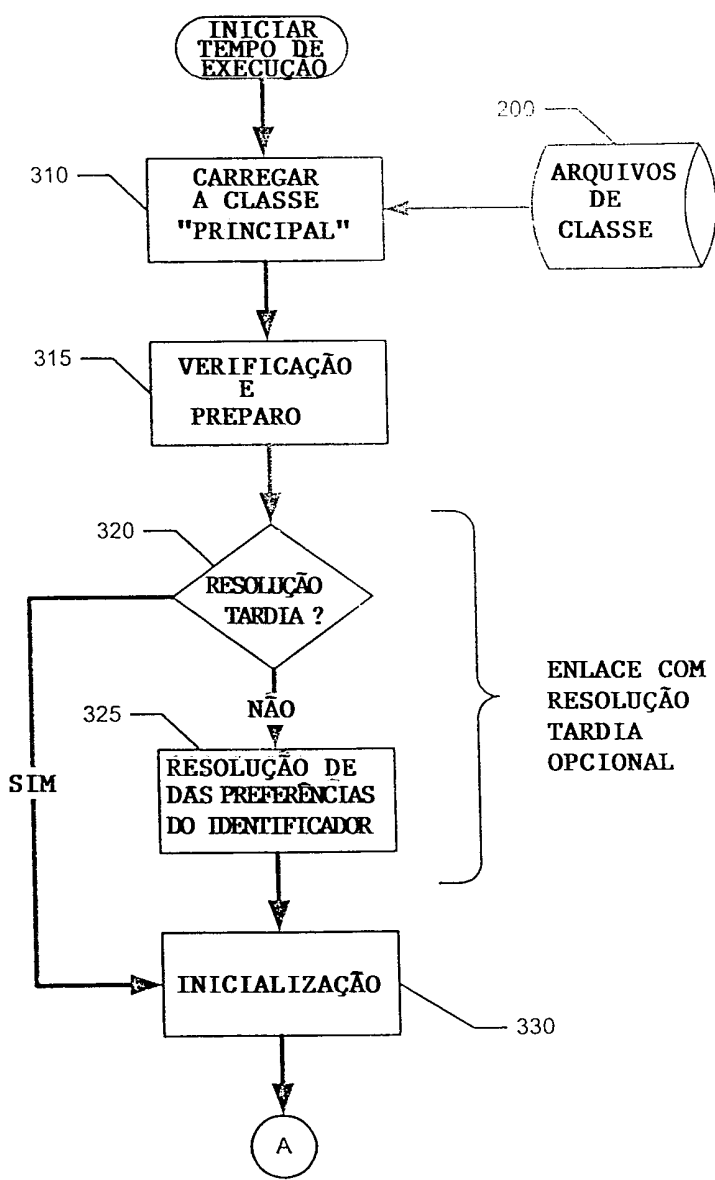 INICIAR
TEMPO DE
EXECUÇÃO
200
310
CARREGAR
A CLASSE
"PRINCIPAL"
ARQUIVOS
DE
CLASSE
315
VERIFICAÇÃO
E
PREPARO
320
RESOLUÇÃO
TARDIA ?
NÃO
325
RESOLUÇÃO DE
DAS PREFERÊNCIAS
DO IDENTIFICADOR
SIM
ENLACE COM
RESOLUÇÃO
TARDIA
OPCIONAL
INICIALIZAÇÃO
330
A